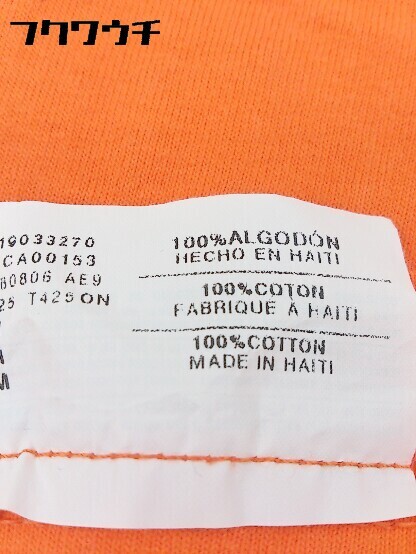 フクワウチ
19033270
CA00153
60806 AE9
25 T425ON
M
100%ALGODÓN
HECHO EN HAITI
100%COTON
FABRIQUE À HAITI
100%COTTON
MADE IN HAITI